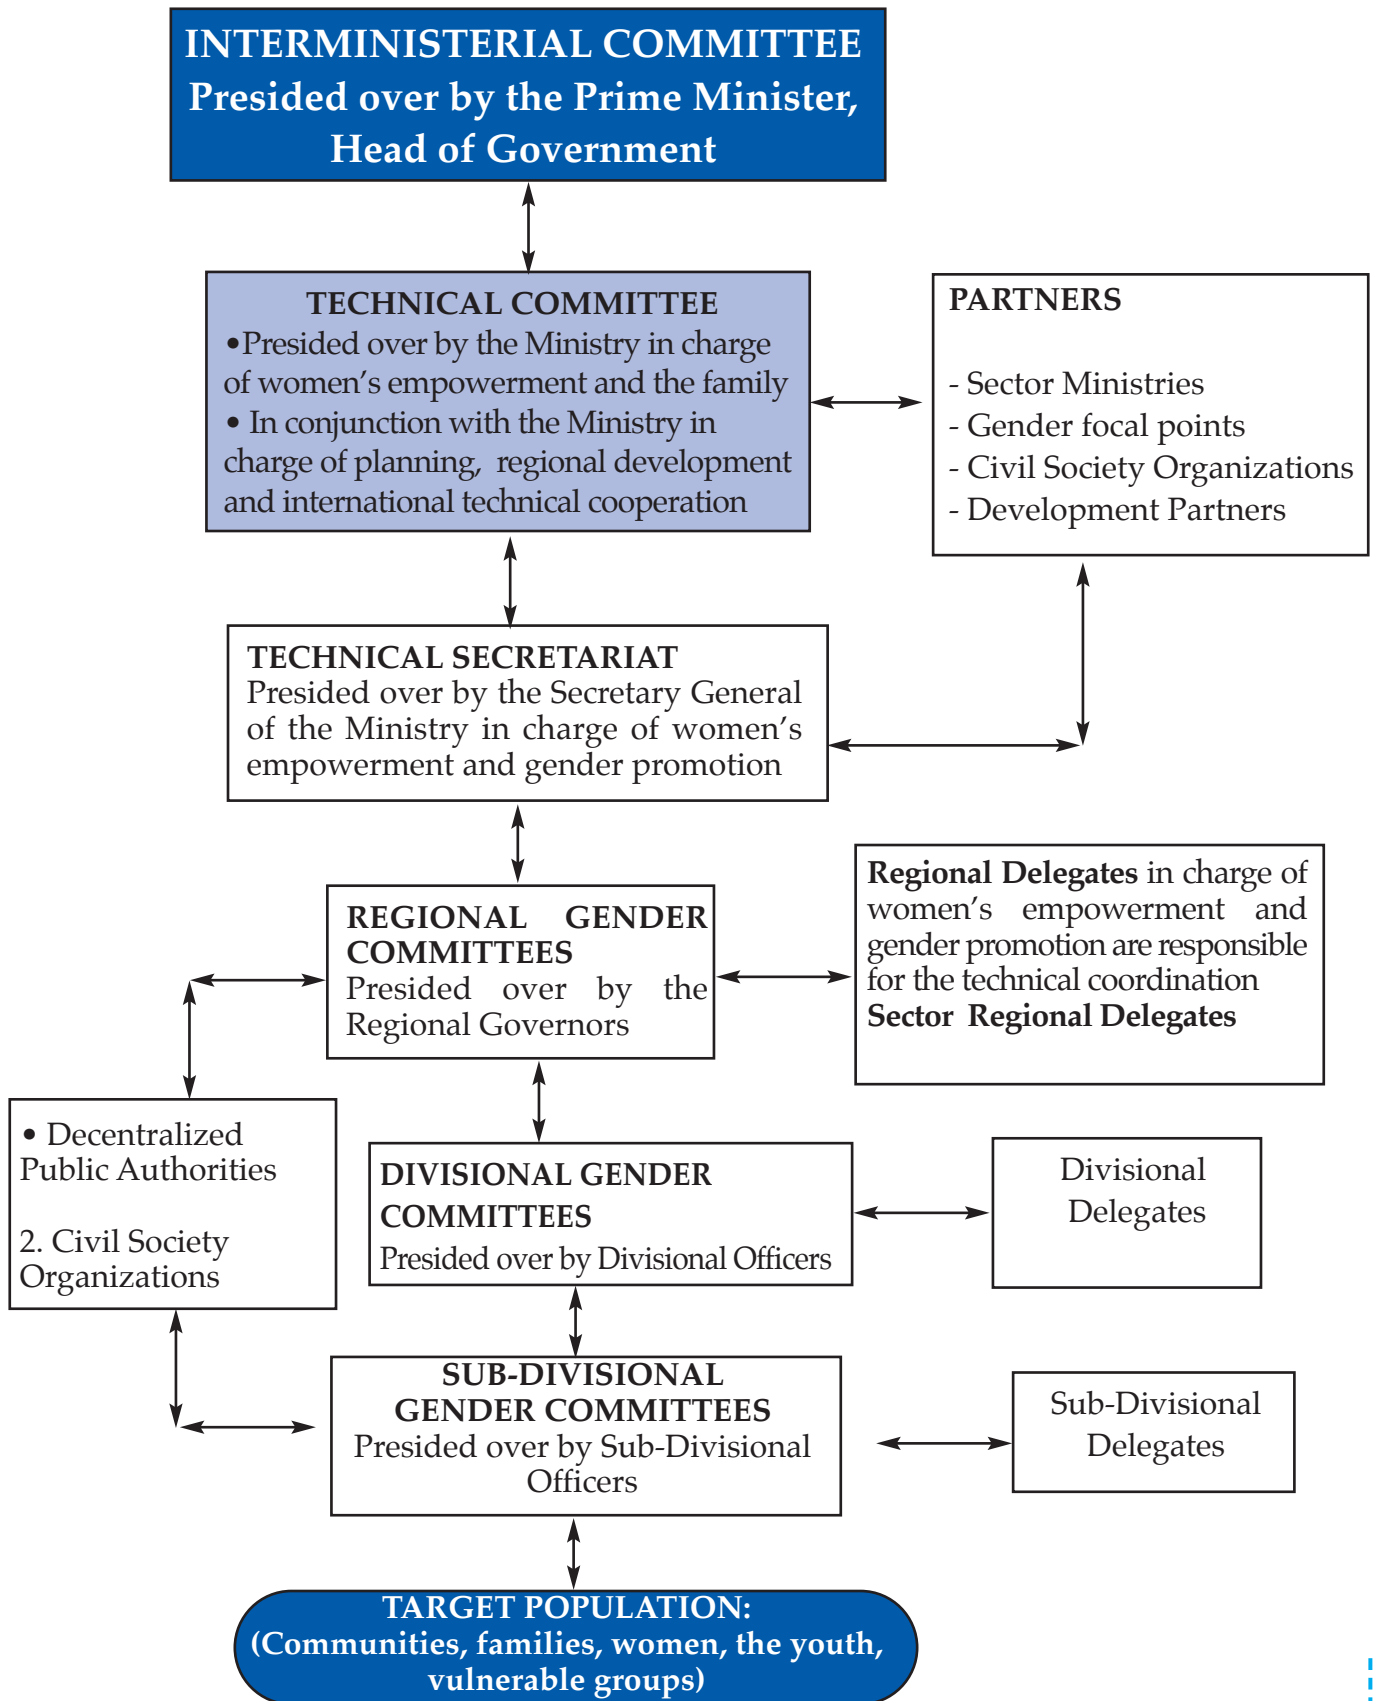 INTERMINISTERIAL COMMITTEE
Presided over by the Prime Minister,
Head of Government
TECHNICAL COMMITTEE
•Presided over by the Ministry in charge
of women’s empowerment and the family
• In conjunction with the Ministry in
charge of planning, regional development
and international technical cooperation
PARTNERS
- Sector Ministries
- Gender focal points
- Civil Society Organizations
- Development Partners
TECHNICAL SECRETARIAT
Presided over by the Secretary General
of the Ministry in charge of women’s
empowerment and gender promotion
REGIONAL GENDER
COMMITTEES
Presided over by the
Regional Governors
Regional Delegates in charge of
women’s empowerment and
gender promotion are responsible
for the technical coordination
Sector Regional Delegates
• Decentralized
Public Authorities
2. Civil Society
Organizations
DIVISIONAL GENDER
COMMITTEES
Presided over by Divisional Officers
Divisional
Delegates
SUB-DIVISIONAL
GENDER COMMITTEES
Presided over by Sub-Divisional
Officers
Sub-Divisional
Delegates
TARGET POPULATION:
(Communities, families, women, the youth,
vulnerable groups)